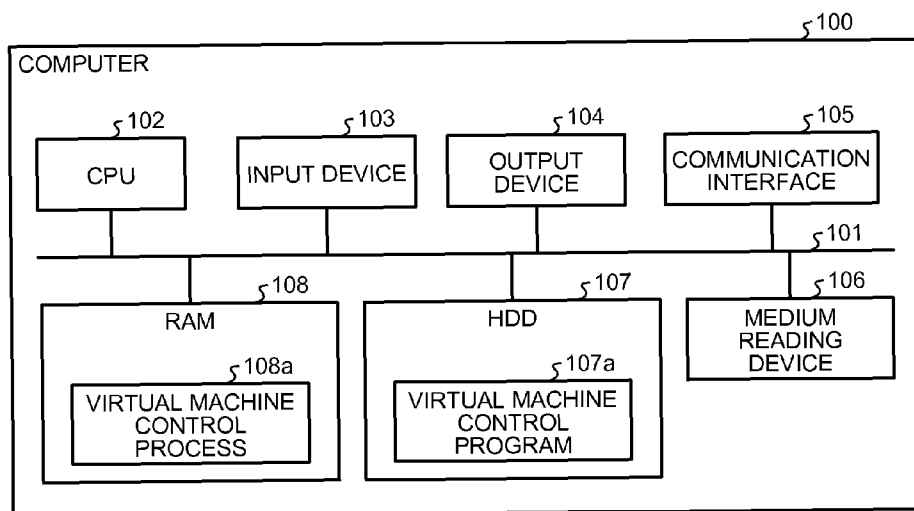 100
COMPUTER
102
103
104
105
CPU
INPUT DEVICE
OUTPUT
DEVICE
COMMUNICATION
INTERFACE
101
108
107
106
RAM
HDD
MEDIUM
READING
DEVICE
108a
107a
VIRTUAL MACHINE
CONTROL
PROCESS
VIRTUAL MACHINE
CONTROL
PROGRAM